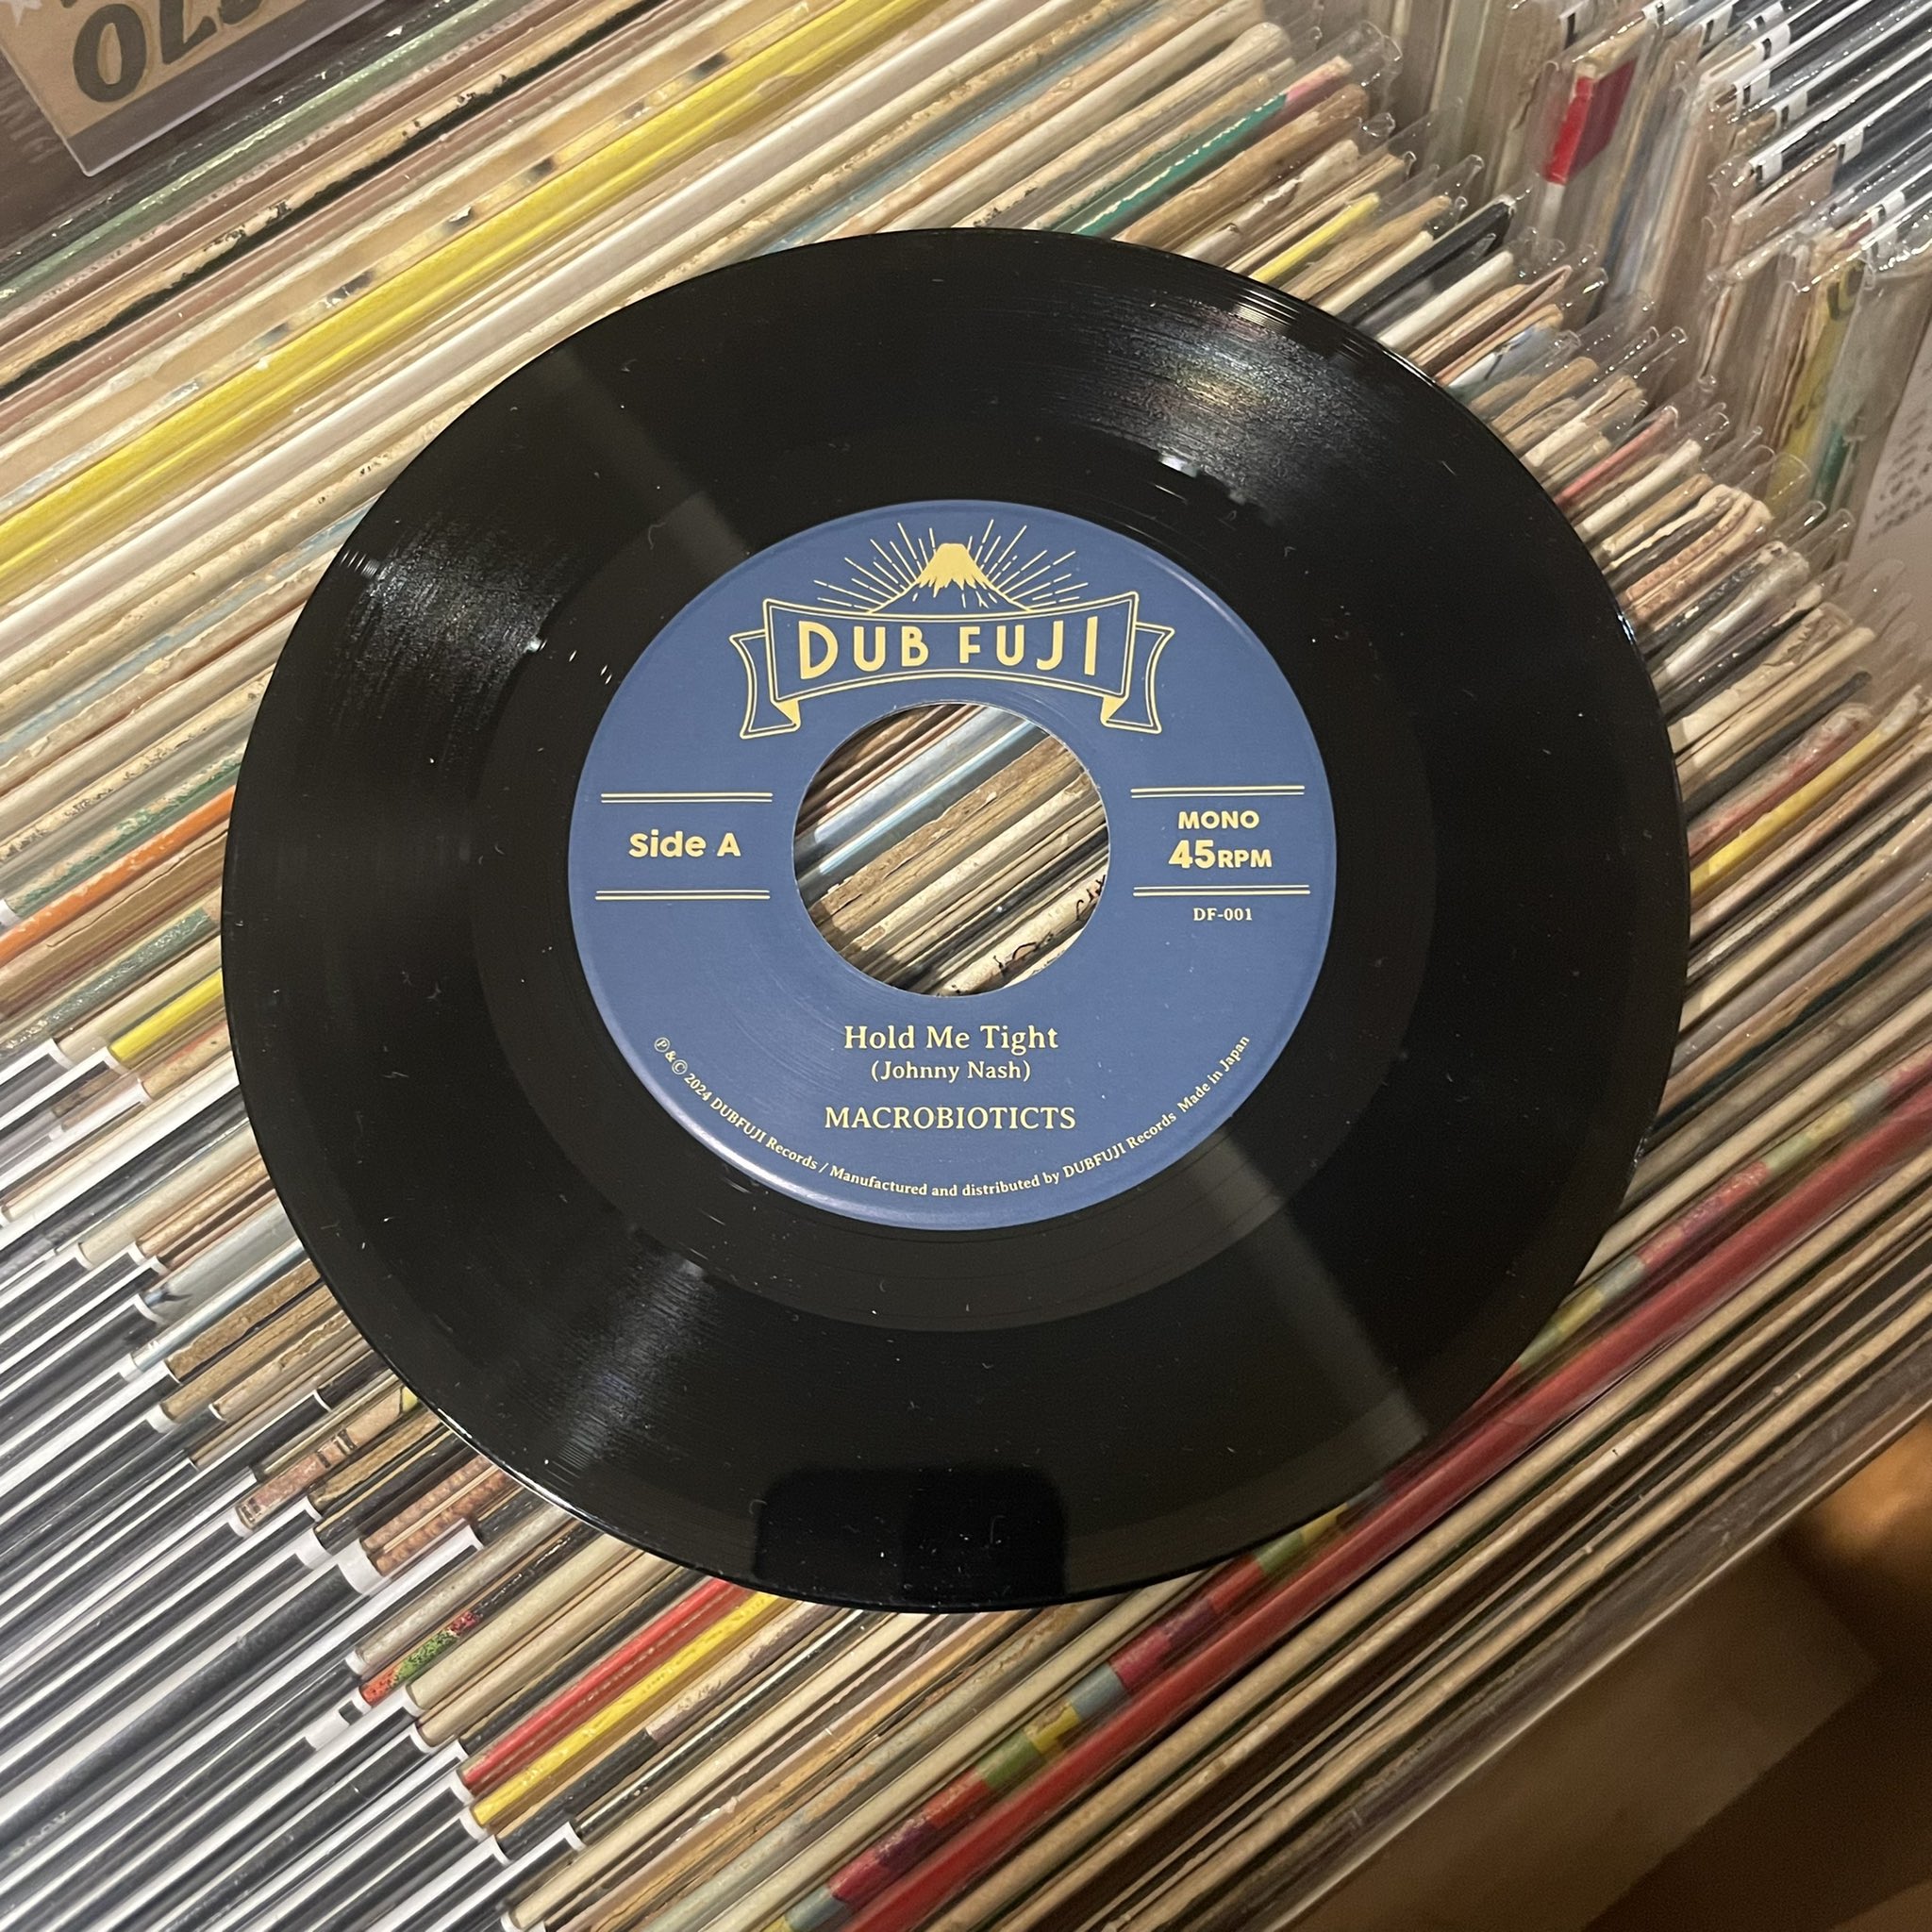 OLD
DUB FUJI
Side A
MONO
45RPM
DF-001
Hold Me Tight
(Johnny Nash)
MACROBIOTICTS
Ⓟ&© 2024 DUBFUJI Records / Manufactured and distributed by DUBFUJI Records Made in Japan